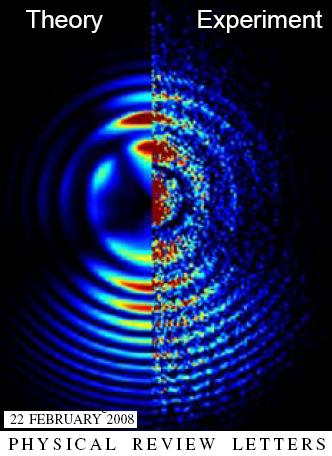 Theory Experiment
22 FEBRUARY 2008
PHYSICAL REVIEW LETTERS